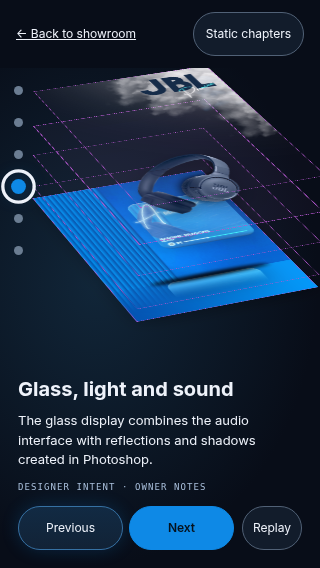 ← Back to showroom
Static chapters
JBL
Glass, light and sound
The glass display combines the audio
interface with reflections and shadows
created in Photoshop.
DESIGNER INTENT · OWNER NOTES
Previous
Next
Replay